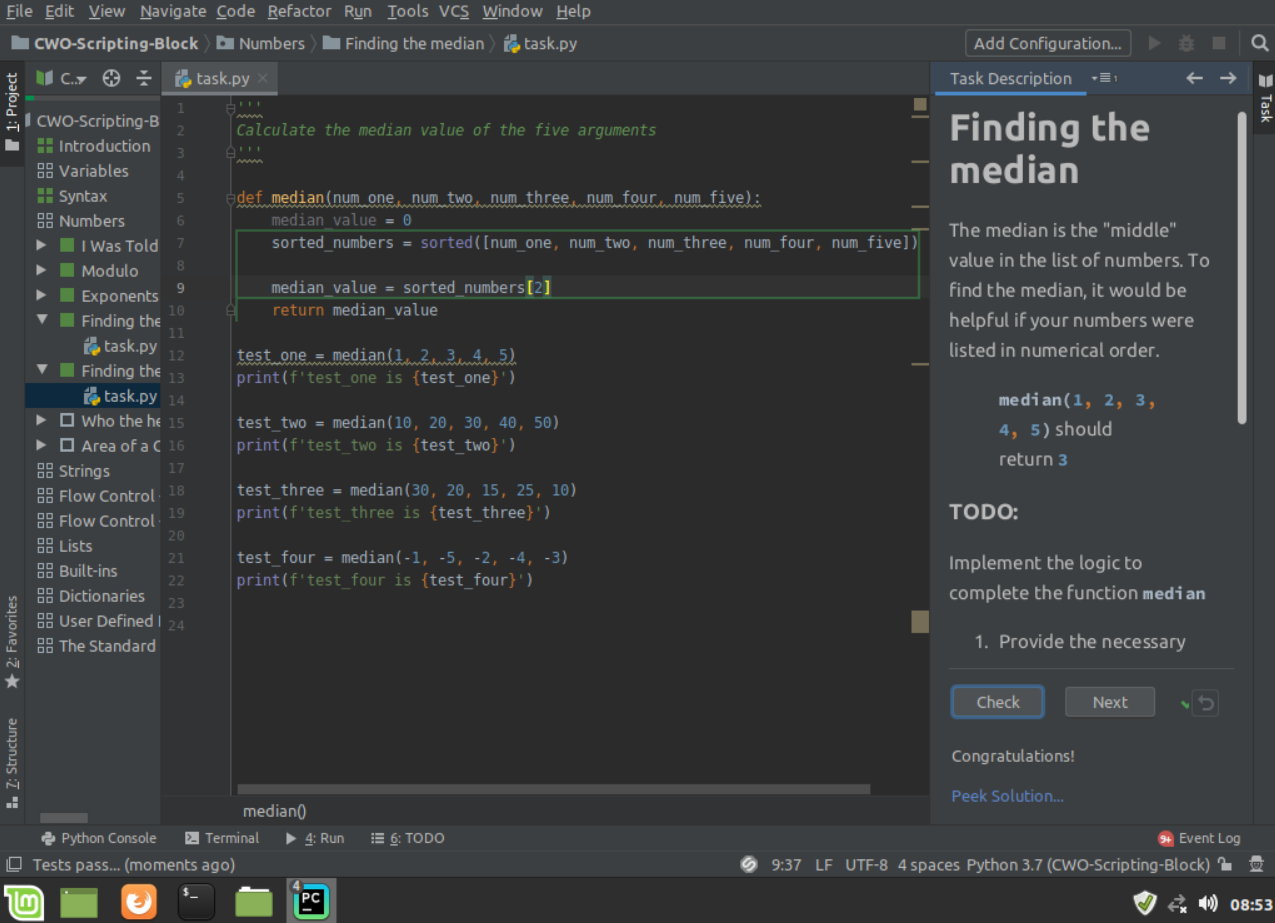 File Edit View Navigate Code Refactor Run Tools VCS Window Help
CWO-Scripting-Block Numbers Finding the median task.py Add Configuration...
1: Project
2: Favorites
7: Structure
C..
CWO-Scripting-B
Introduction
Variables
Syntax
Numbers
I Was Told
Modulo
Exponents
Finding the
task.py
Finding the
task.py
Who the he
Area of a C
Strings
Flow Control
Flow Control
Lists
Built-ins
Dictionaries
User Defined
The Standard
task.py
1 '''
2 Calculate the median value of the five arguments
3 '''
4
5 def median(num_one, num_two, num_three, num_four, num_five):
6 median_value = 0
7 sorted_numbers = sorted([num_one, num_two, num_three, num_four, num_five])
8
9 median_value = sorted_numbers[2]
10 return median_value
11
12 test_one = median(1, 2, 3, 4, 5)
13 print(f'test_one is {test_one}')
14
15 test_two = median(10, 20, 30, 40, 50)
16 print(f'test_two is {test_two}')
17
18 test_three = median(30, 20, 15, 25, 10)
19 print(f'test_three is {test_three}')
20
21 test_four = median(-1, -5, -2, -4, -3)
22 print(f'test_four is {test_four}')
23
24
median()
Task Description 1
Task
Finding the
median
The median is the "middle"
value in the list of numbers. To
find the median, it would be
helpful if your numbers were
listed in numerical order.
median(1, 2, 3,
4, 5) should
return 3
TODO:
Implement the logic to
complete the function median
1. Provide the necessary
Check Next
Congratulations!
Peek Solution...
Python Console Terminal 4: Run 6: TODO 9+ Event Log
Tests pass... (moments ago) 9:37 LF UTF-8 4 spaces Python 3.7 (CWO-Scripting-Block)
$_ 4 PC 08:53